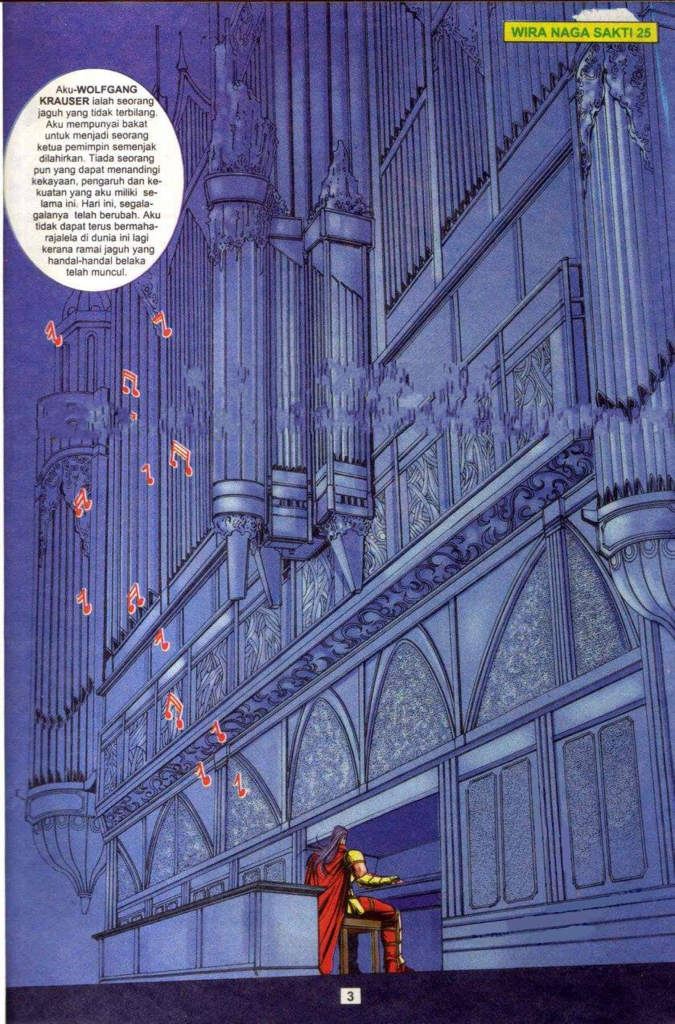 WIRA NAGA SAKTI 25
Aku-WOLFGANG
KRAUSER ialah seorang
jaguh yang tidak terbilang.
Aku mempunyai bakat
untuk menjadi seorang
ketua pemimpin semenjak
dilahirkan. Tiada seorang
pun yang dapat menandingi
kekayaan, pengaruh dan ke-
kuatan yang aku miliki se-
lama ini. Hari ini, segala-
galanya telah berubah. Aku
tidak dapat terus bermaha-
rajalela di dunia ini lagi
kerana ramai jaguh yang
handal-handal belaka
telah muncul.
3